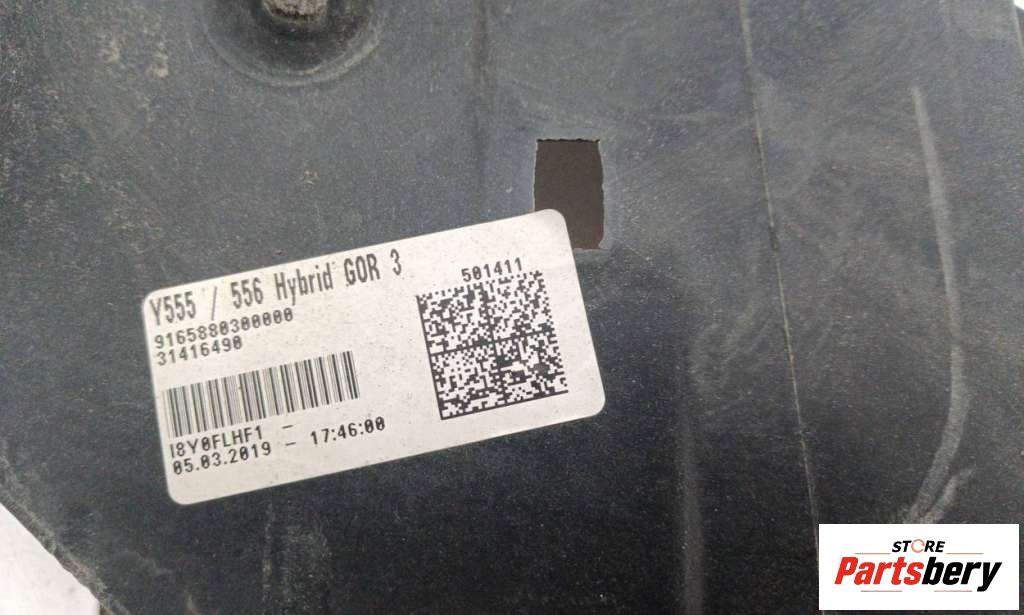 Y555 / 556 Hybrid GOR 3
9165880300000
31416490
501411
I8Y0FLHF1 -
05.03.2019 - 17:46:00
STORE
Partsbery